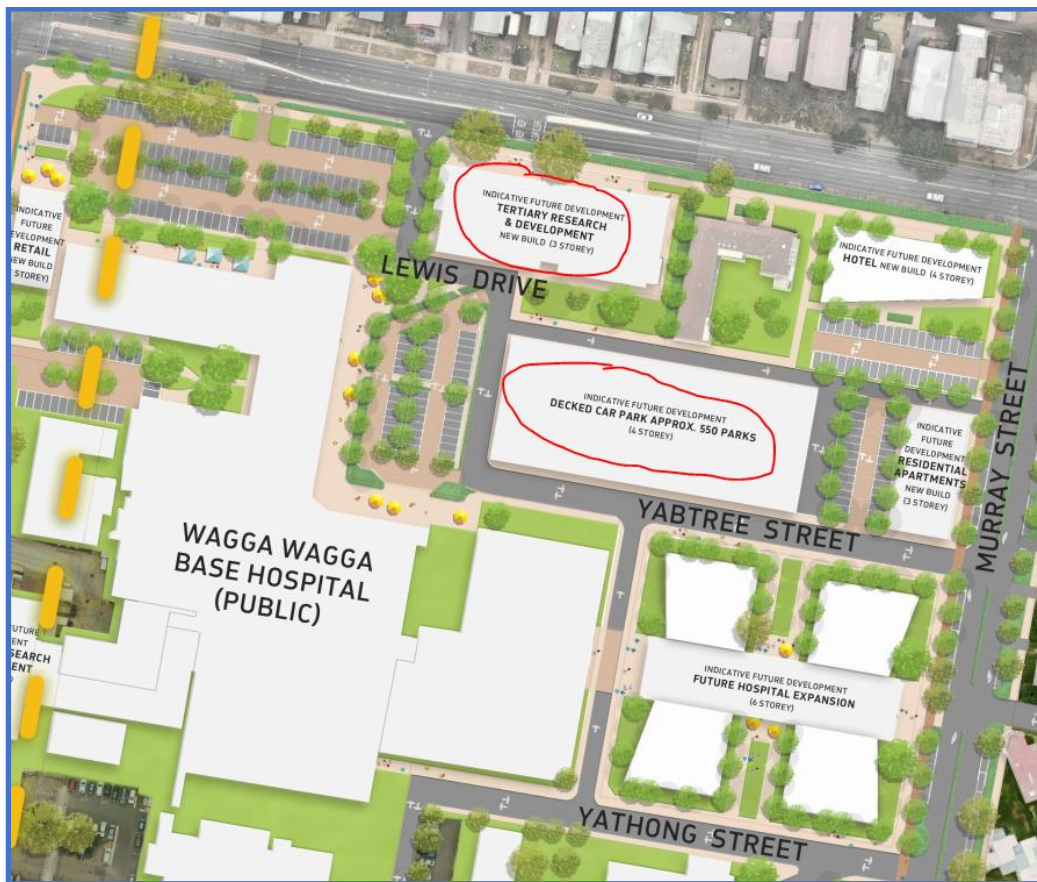 INDICATIVE FUTURE DEVELOPMENT
TERTIARY RESEARCH
& DEVELOPMENT
NEW BUILD (3 STOREY)
INDICATIVE
FUTURE
DEVELOPMENT
RETAIL
NEW BUILD
STOREY)
LEWIS DRIVE
INDICATIVE FUTURE DEVELOPMENT
HOTEL NEW BUILD (4 STOREY)
INDICATIVE FUTURE DEVELOPMENT
DECKED CAR PARK APPROX. 550 PARKS
(4 STOREY)
INDICATIVE
FUTURE
DEVELOPMENT
RESIDENTIAL
APARTMENTS
NEW BUILD
(3 STOREY)
MURRAY STREET
YABTREE STREET
WAGGA WAGGA
BASE HOSPITAL
(PUBLIC)
FUTURE
MENT
SEARCH
ENT
INDICATIVE FUTURE DEVELOPMENT
FUTURE HOSPITAL EXPANSION
(6 STOREY)
YATHONG STREET